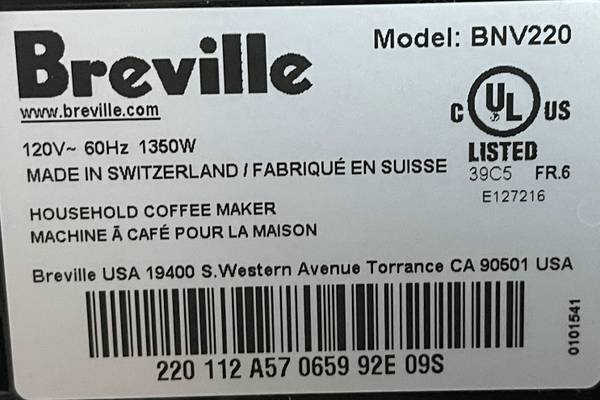 Breville
Model: BNV220
www.breville.com
C UL US
LISTED
39C5 FR.6
E127216
120V~ 60Hz 1350W
MADE IN SWITZERLAND / FABRIQUÉ EN SUISSE
HOUSEHOLD COFFEE MAKER
MACHINE Ã CAFÉ POUR LA MAISON
Breville USA 19400 S.Western Avenue Torrance CA 90501 USA
220 112 A57 0659 92E 09S
0101541